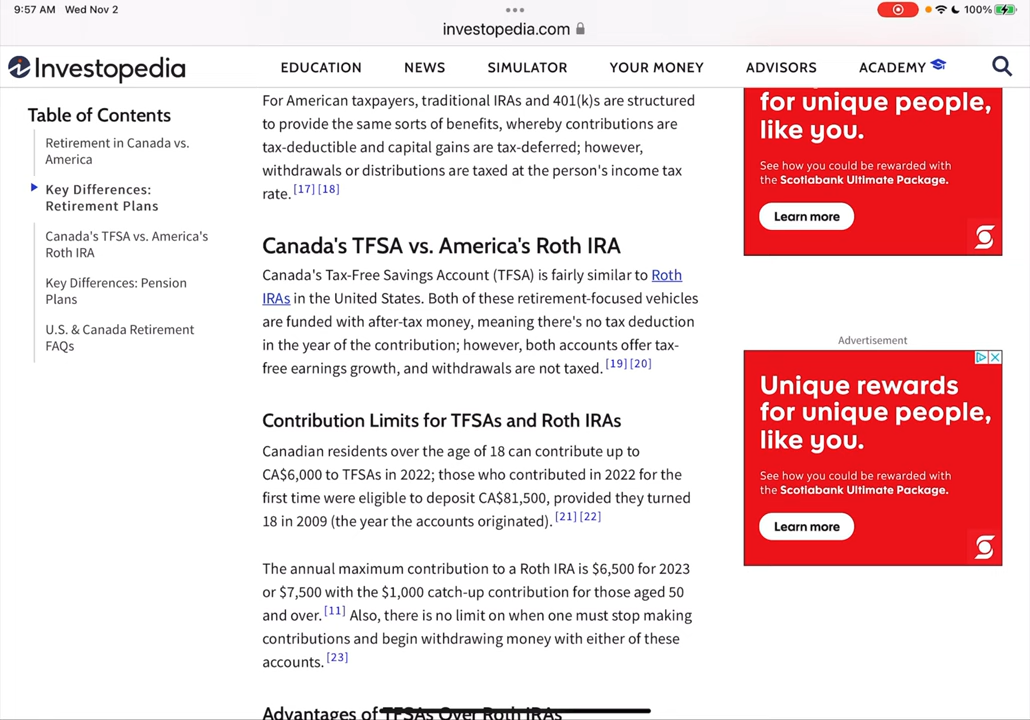 9:57 AM Wed Nov 2
100%
investopedia.com
Investopedia
EDUCATION
NEWS
SIMULATOR
YOUR MONEY
ADVISORS
ACADEMY
Table of Contents
Retirement in Canada vs.
America
Key Differences:
Retirement Plans
Canada's TFSA vs. America's
Roth IRA
Key Differences: Pension
Plans
U.S. & Canada Retirement
FAQs
For American taxpayers, traditional IRAs and 401(k)s are structured
to provide the same sorts of benefits, whereby contributions are
tax-deductible and capital gains are tax-deferred; however,
withdrawals or distributions are taxed at the person's income tax
rate. [17] [18]
Canada's TFSA vs. America's Roth IRA
Canada's Tax-Free Savings Account (TFSA) is fairly similar to Roth
IRAs in the United States. Both of these retirement-focused vehicles
are funded with after-tax money, meaning there's no tax deduction
in the year of the contribution; however, both accounts offer tax-
free earnings growth, and withdrawals are not taxed. [19] [20]
Contribution Limits for TFSAs and Roth IRAs
Canadian residents over the age of 18 can contribute up to
CA$6,000 to TFSAs in 2022; those who contributed in 2022 for the
first time were eligible to deposit CA$81,500, provided they turned
18 in 2009 (the year the accounts originated). [21] [22]
The annual maximum contribution to a Roth IRA is $6,500 for 2023
or $7,500 with the $1,000 catch-up contribution for those aged 50
and over. [11] Also, there is no limit on when one must stop making
contributions and begin withdrawing money with either of these
accounts. [23]
Advantages of TFSAs Over Roth IRAs
for unique people,
like you.
See how you could be rewarded with
the Scotiabank Ultimate Package.
Learn more
Advertisement
Unique rewards
for unique people,
like you.
See how you could be rewarded with
the Scotiabank Ultimate Package.
Learn more